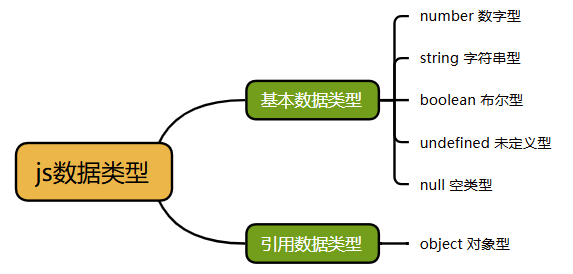 js数据类型
基本数据类型
number 数字型
string 字符串型
boolean 布尔型
undefined 未定义型
null 空类型
引用数据类型
object 对象型